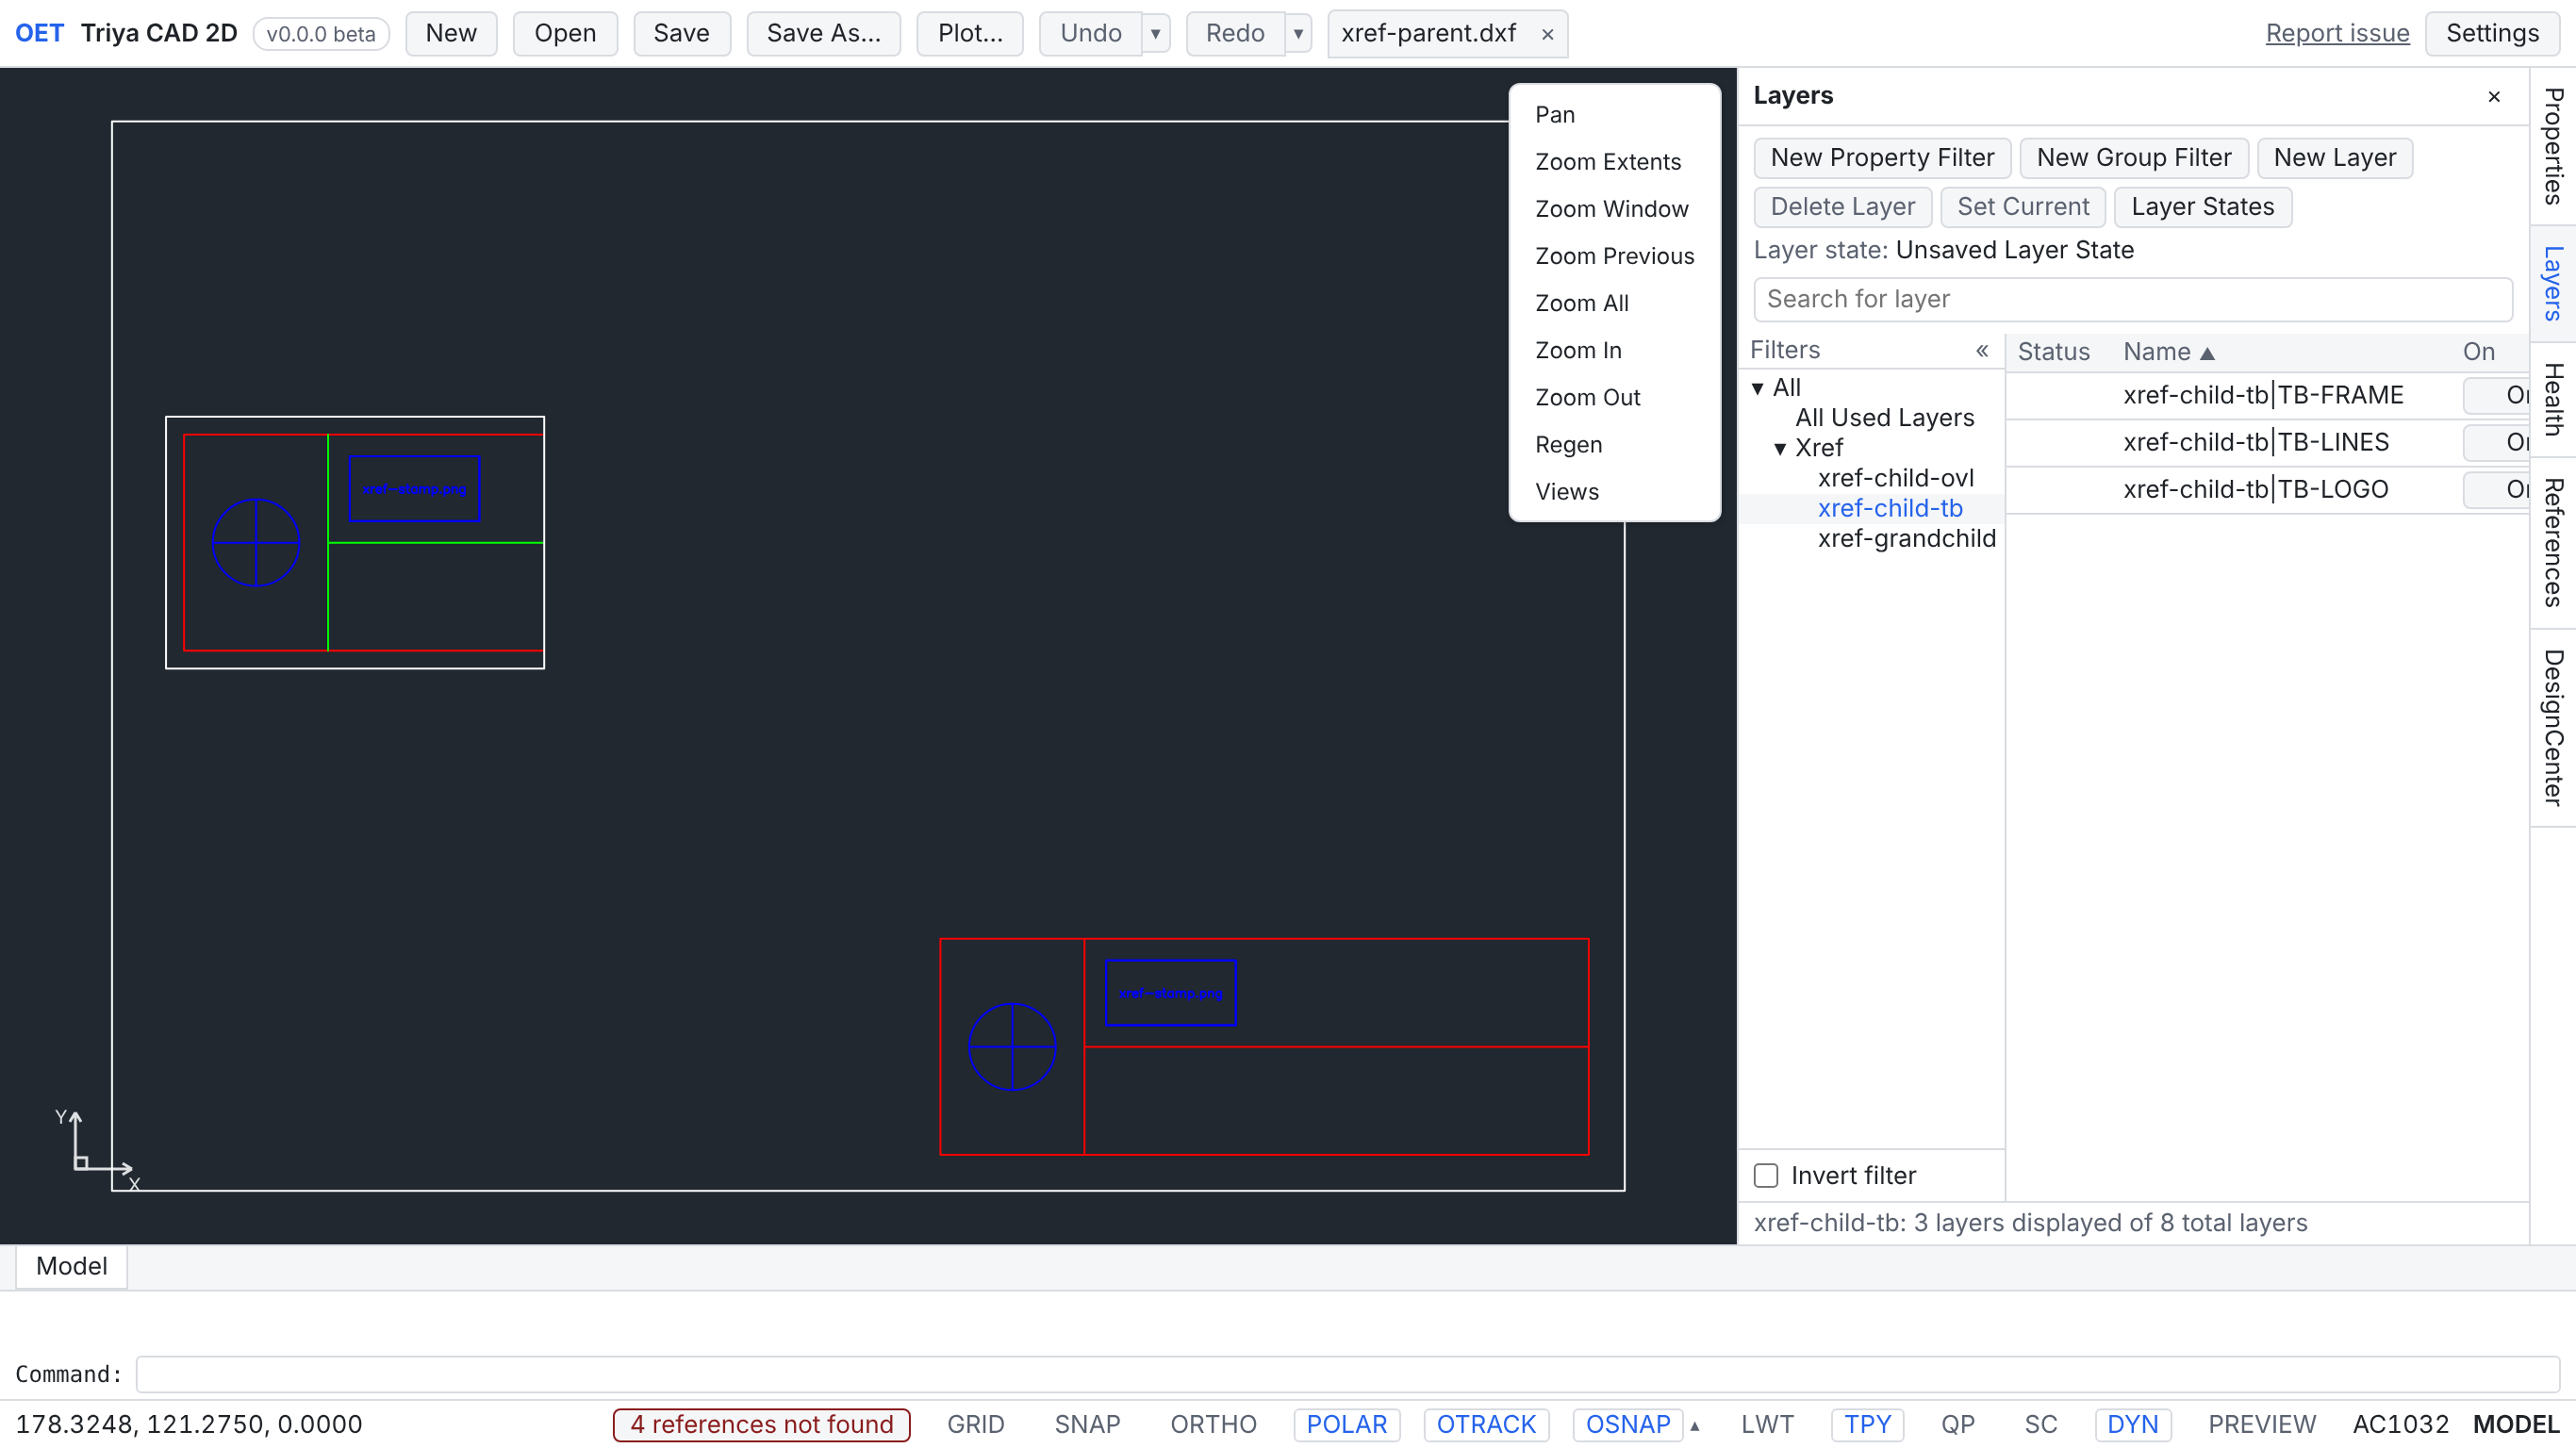 OET Triya CAD 2D v0.0.0 beta New Open Save Save As... Plot... Undo ▾ Redo ▾ xref-parent.dxf × Report issue Settings
Pan
Zoom Extents
Zoom Window
Zoom Previous
Zoom All
Zoom In
Zoom Out
Regen
Views
xref-stamp.png
xref-stamp.png
Y
X
Layers ×
New Property Filter New Group Filter New Layer
Delete Layer Set Current Layer States
Layer state: Unsaved Layer State
Search for layer
Filters «
▼ All
All Used Layers
▼ Xref
xref-child-ovl
xref-child-tb
xref-grandchild
Invert filter
Status Name ▲ On
xref-child-tb|TB-FRAME
xref-child-tb|TB-LINES
xref-child-tb|TB-LOGO
xref-child-tb: 3 layers displayed of 8 total layers
Properties
Layers
Health
References
DesignCenter
Model
Command:
178.3248, 121.2750, 0.0000 4 references not found GRID SNAP ORTHO POLAR OTRACK OSNAP ▴ LWT TPY QP SC DYN PREVIEW AC1032 MODEL